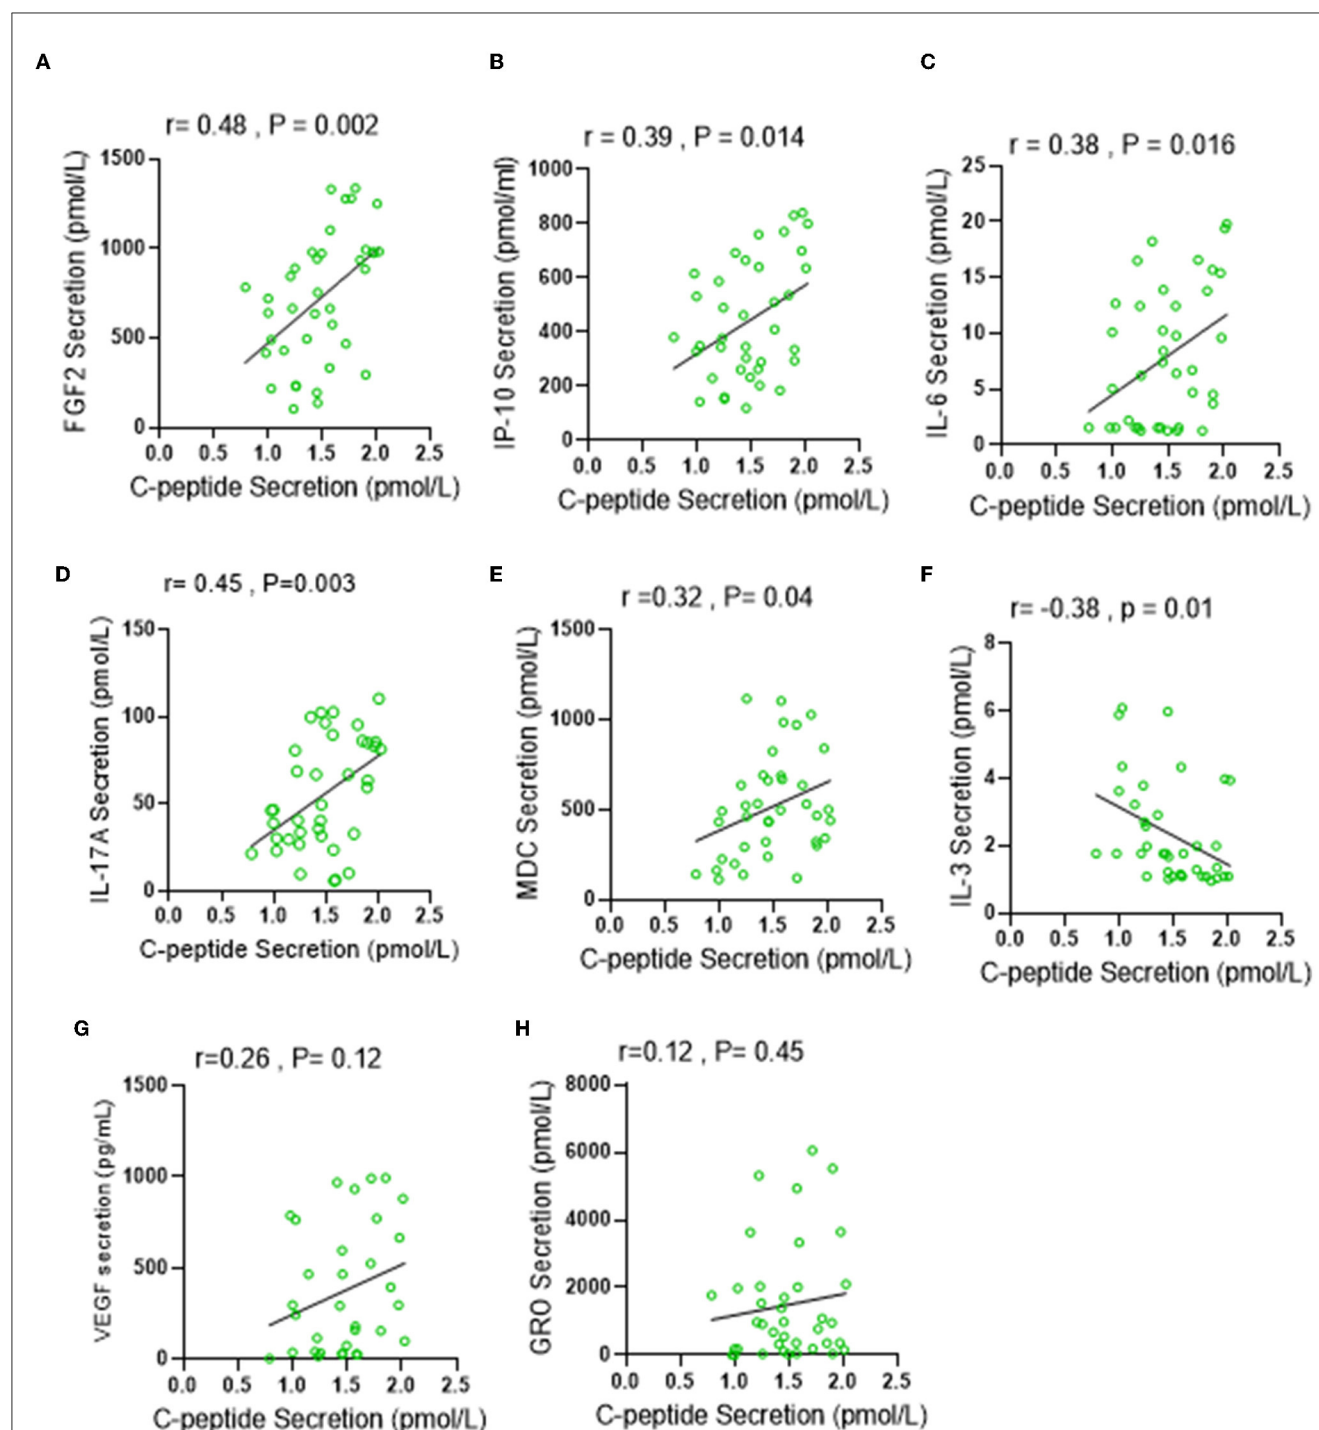 A
r= 0.48 , P = 0.002
FGF2 Secretion (pmol/L)
1500
1000
500
0
0.0 0.5 1.0 1.5 2.0 2.5
C-peptide Secretion (pmol/L)
B
r = 0.39 , P = 0.014
IP-10 Secretion (pmol/ml)
1000
800
600
400
200
0
0.0 0.5 1.0 1.5 2.0 2.5
C-peptide Secretion (pmol/L)
C
r = 0.38 , P = 0.016
IL-6 Secretion (pmol/L)
25
20
15
10
5
0
0.0 0.5 1.0 1.5 2.0 2.5
C-peptide Secretion (pmol/L)
D
r= 0.45 , P=0.003
IL-17A Secretion (pmol/L)
150
100
50
0
0.0 0.5 1.0 1.5 2.0 2.5
C-peptide Secretion (pmol/L)
E
r =0.32 , P= 0.04
MDC Secretion (pmol/L)
1500
1000
500
0
0.0 0.5 1.0 1.5 2.0 2.5
C-peptide Secretion (pmol/L)
F
r= -0.38 , p = 0.01
IL-3 Secretion (pmol/L)
8
6
4
2
0
0.0 0.5 1.0 1.5 2.0 2.5
C-peptide Secretion (pmol/L)
G
r=0.26 , P= 0.12
VEGF secretion (pg/mL)
1500
1000
500
0
0.0 0.5 1.0 1.5 2.0 2.5
C-peptide Secretion (pmol/L)
H
r=0.12 , P= 0.45
GRO Secretion (pmol/L)
8000
6000
4000
2000
0
0.0 0.5 1.0 1.5 2.0 2.5
C-peptide Secretion (pmol/L)